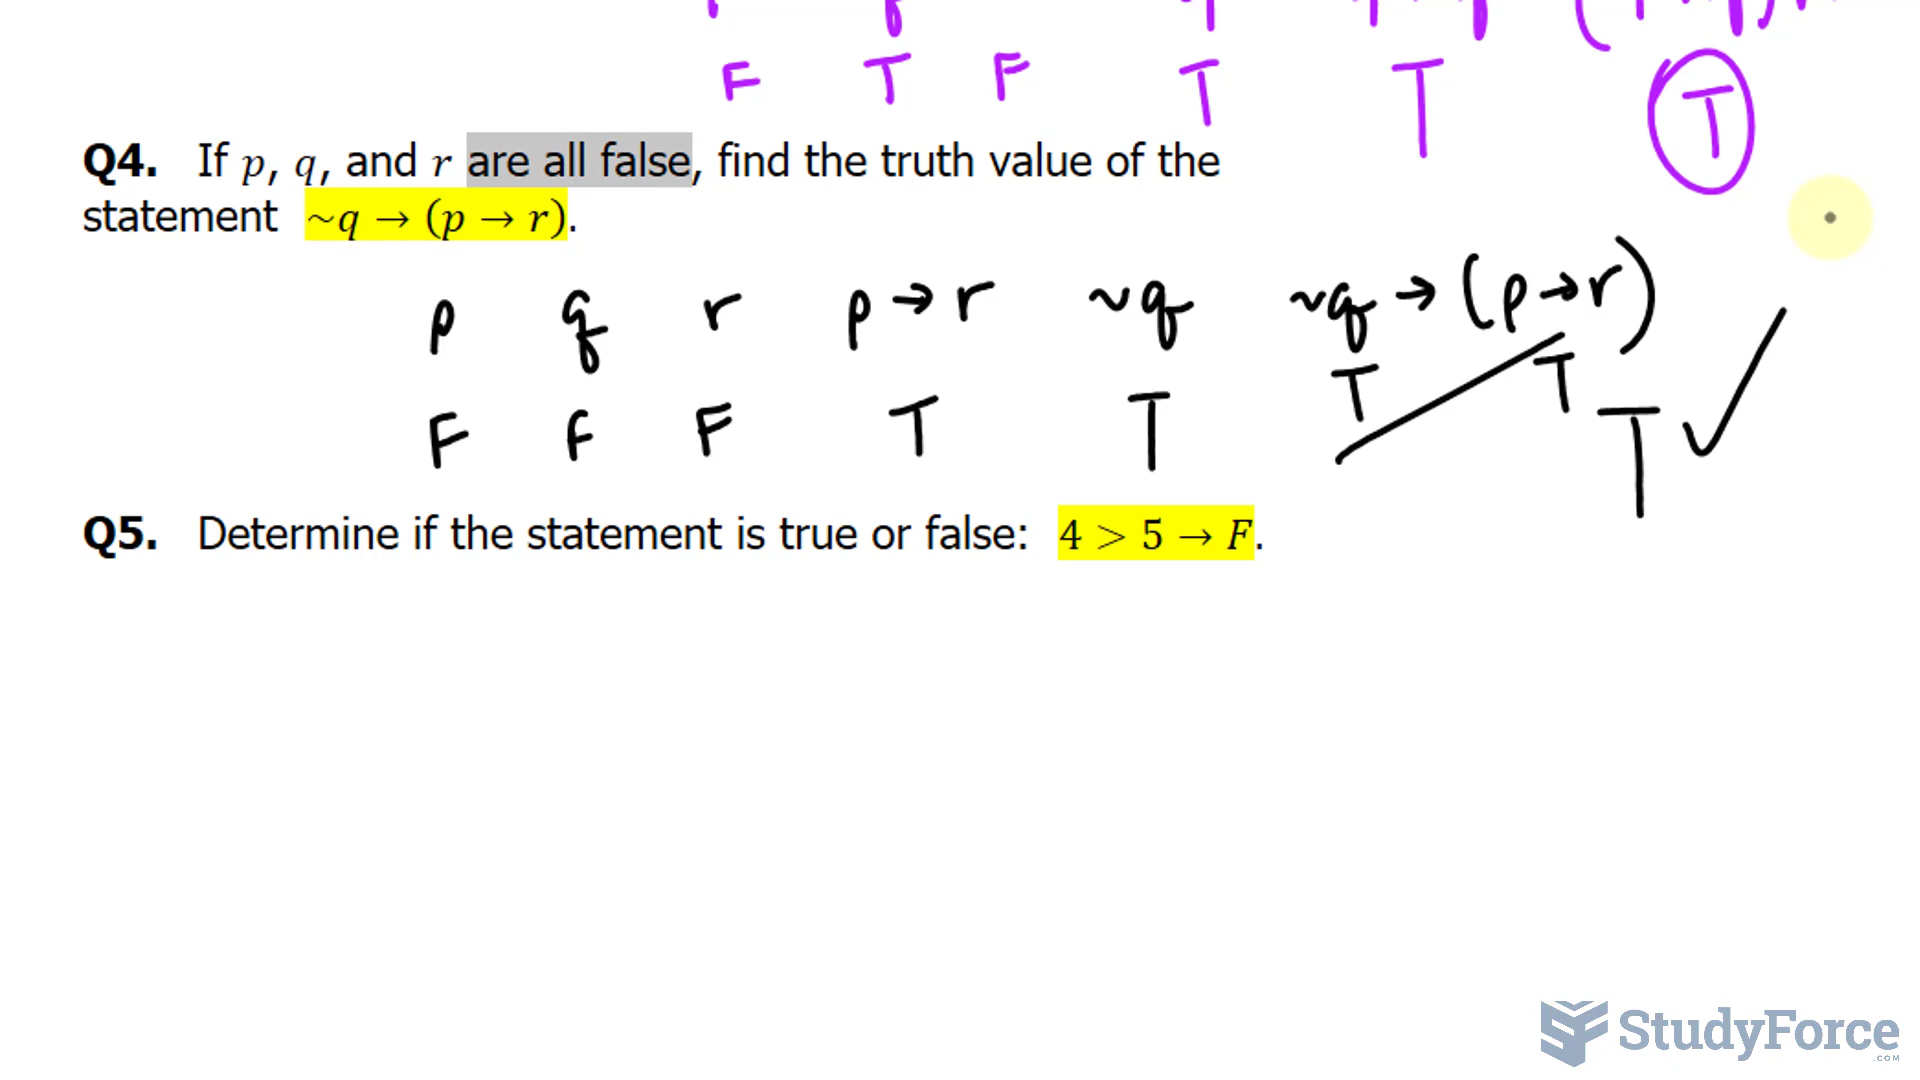 F T F T T T
Q4. If p, q, and r are all false, find the truth value of the
statement ~q → (p → r).
p q r p → r ~q ~q → (p → r)
T T
F F F T T T
Q5. Determine if the statement is true or false: 4 > 5 → F.
StudyForce
.COM